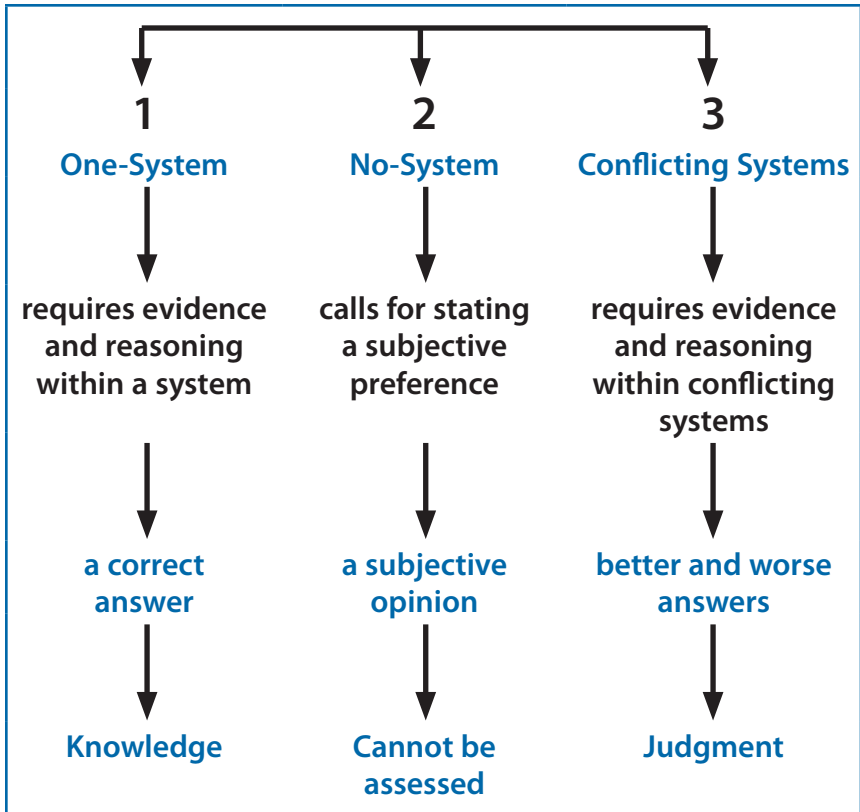 1
One-System
requires evidence
and reasoning
within a system
a correct
answer
Knowledge
2
No-System
calls for stating
a subjective
preference
a subjective
opinion
Cannot be
assessed
3
Conflicting Systems
requires evidence
and reasoning
within conflicting
systems
better and worse
answers
Judgment